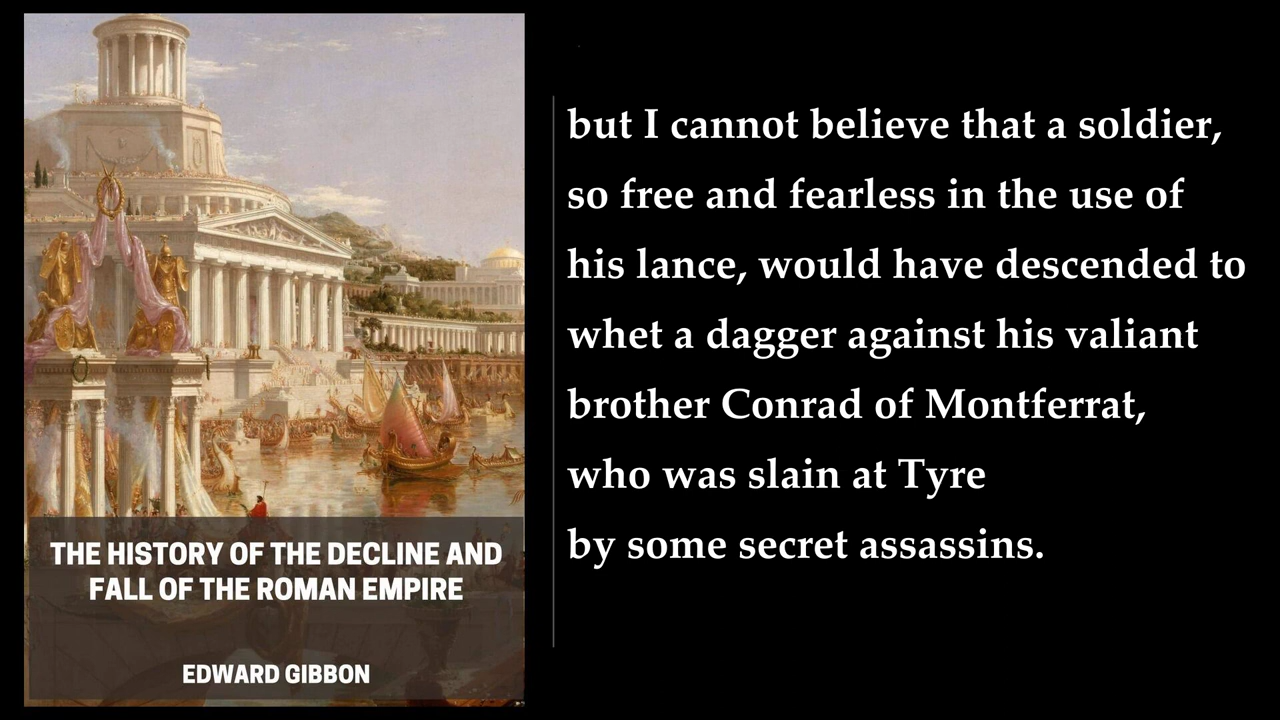 THE HISTORY OF THE DECLINE AND
FALL OF THE ROMAN EMPIRE
EDWARD GIBBON
but I cannot believe that a soldier,
so free and fearless in the use of
his lance, would have descended to
whet a dagger against his valiant
brother Conrad of Montferrat,
who was slain at Tyre
by some secret assassins.